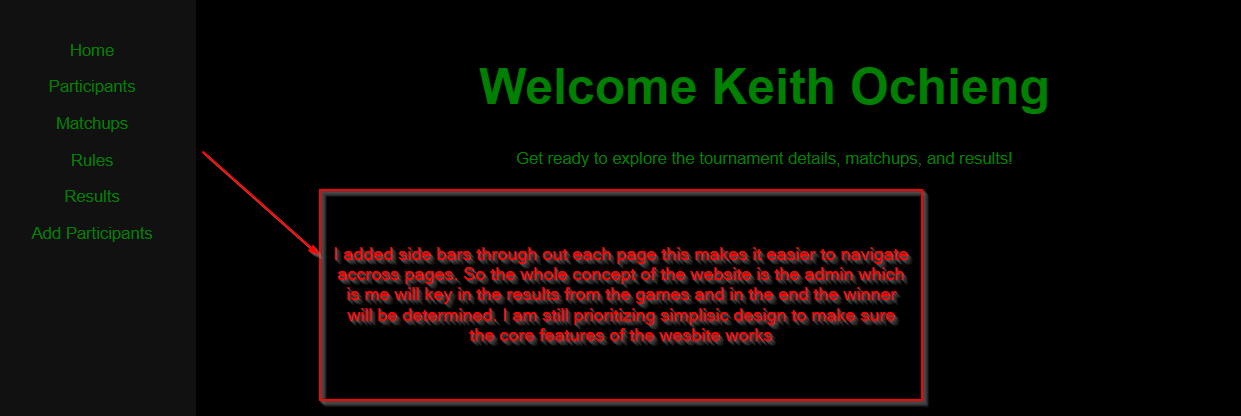 Home
Participants
Matchups
Rules
Results
Add Participants
Welcome Keith Ochieng
Get ready to explore the tournament details, matchups, and results!
I added side bars through out each page this makes it easier to navigate
accross pages. So the whole concept of the website is the admin which
is me will key in the results from the games and in the end the winner
will be determined. I am still prioritizing simplisic design to make sure
the core features of the wesbite works